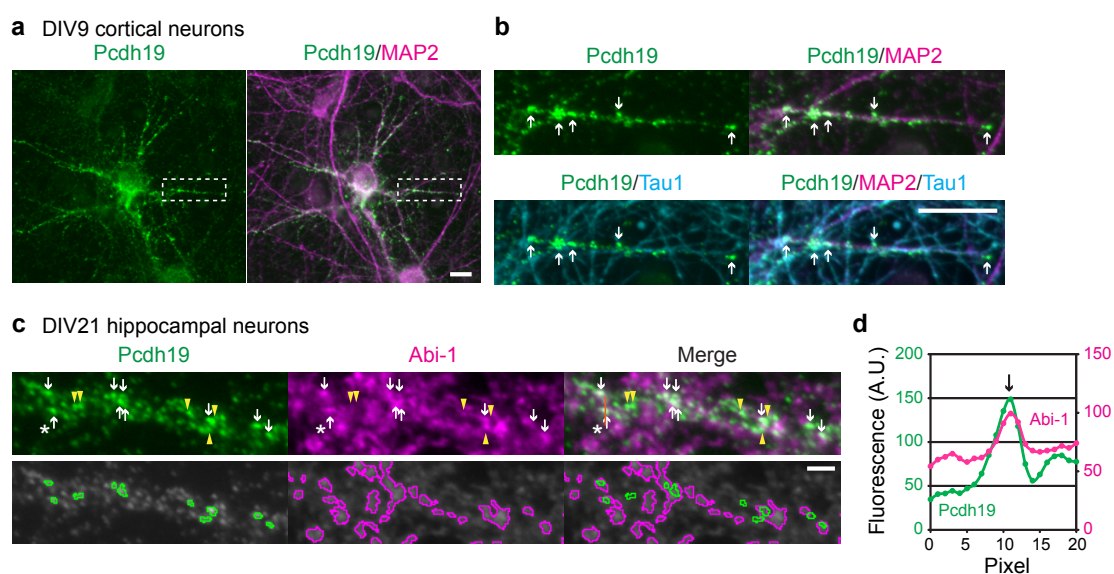 a DIV9 cortical neurons
Pcdh19
Pcdh19/MAP2
b
Pcdh19
Pcdh19/MAP2
Pcdh19/Tau1
Pcdh19/MAP2/Tau1
c DIV21 hippocampal neurons
Pcdh19
Abi-1
Merge
*
*
*
d
Fluorescence (A.U.)
200
150
100
50
0
150
100
50
0
Abi-1
Pcdh19
0 5 10 15 20
Pixel